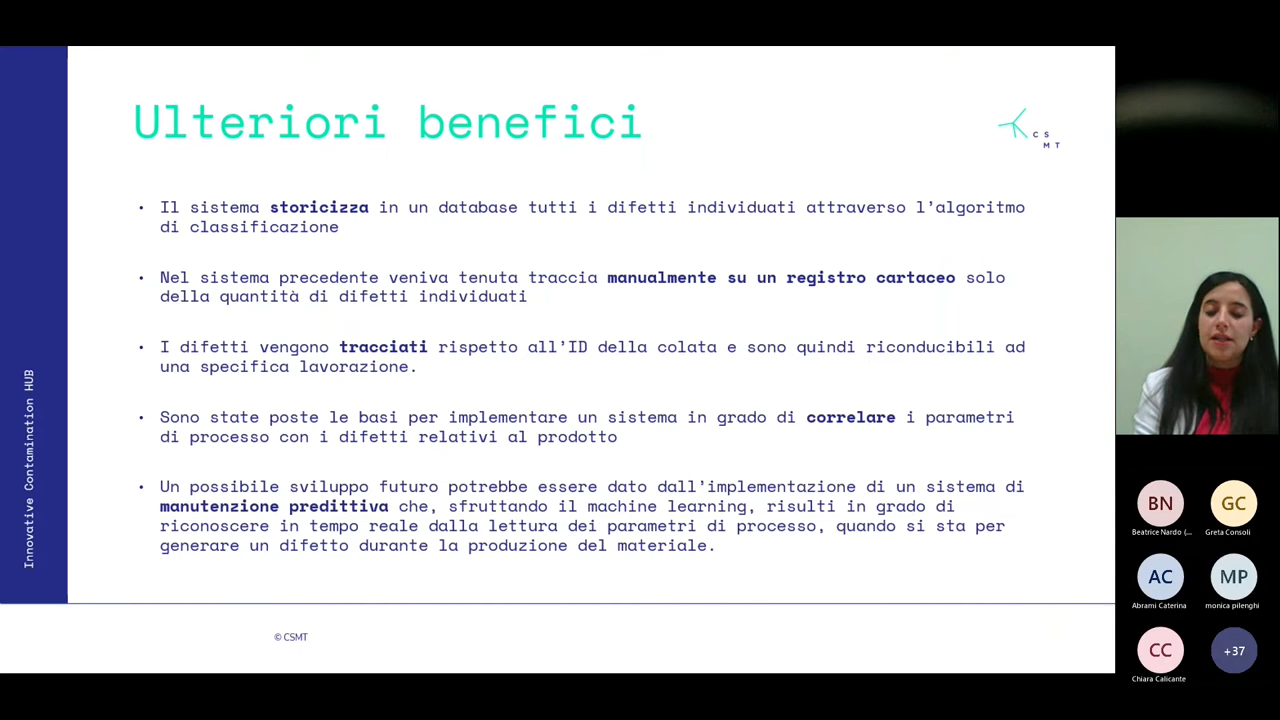 Ulteriori benefici
C S
M T
• Il sistema storicizza in un database tutti i difetti individuati attraverso l'algoritmo
di classificazione
• Nel sistema precedente veniva tenuta traccia manualmente su un registro cartaceo solo
della quantità di difetti individuati
• I difetti vengono tracciati rispetto all'ID della colata e sono quindi riconducibili ad
una specifica lavorazione.
• Sono state poste le basi per implementare un sistema in grado di correlare i parametri
di processo con i difetti relativi al prodotto
• Un possibile sviluppo futuro potrebbe essere dato dall'implementazione di un sistema di
manutenzione predittiva che, sfruttando il machine learning, risulti in grado di
riconoscere in tempo reale dalla lettura dei parametri di processo, quando si sta per
generare un difetto durante la produzione del materiale.
Innovative Contamination HUB
© CSMT
BN
Beatrice Nardo (...
GC
Greta Consoli
AC
Abrami Caterina
MP
monica pilenghi
CC
Chiara Calicante
+37